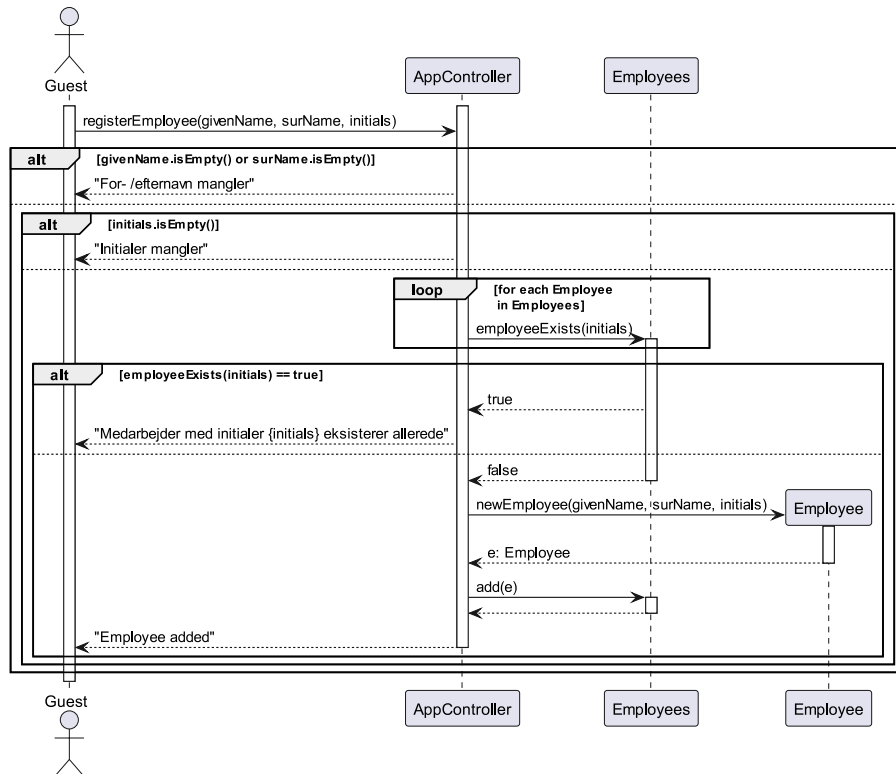 Guest
AppController
Employees
registerEmployee(givenName, surName, initials)
alt
[givenName.isEmpty() or surName.isEmpty()]
"For- /efternavn mangler"
alt
[initials.isEmpty()]
"Initialer mangler"
loop
[for each Employee
in Employees]
employeeExists(initials)
alt
[employeeExists(initials) == true]
true
"Medarbejder med initialer {initials} eksisterer allerede"
false
newEmployee(givenName, surName, initials)
Employee
e: Employee
add(e)
"Employee added"
Guest
AppController
Employees
Employee